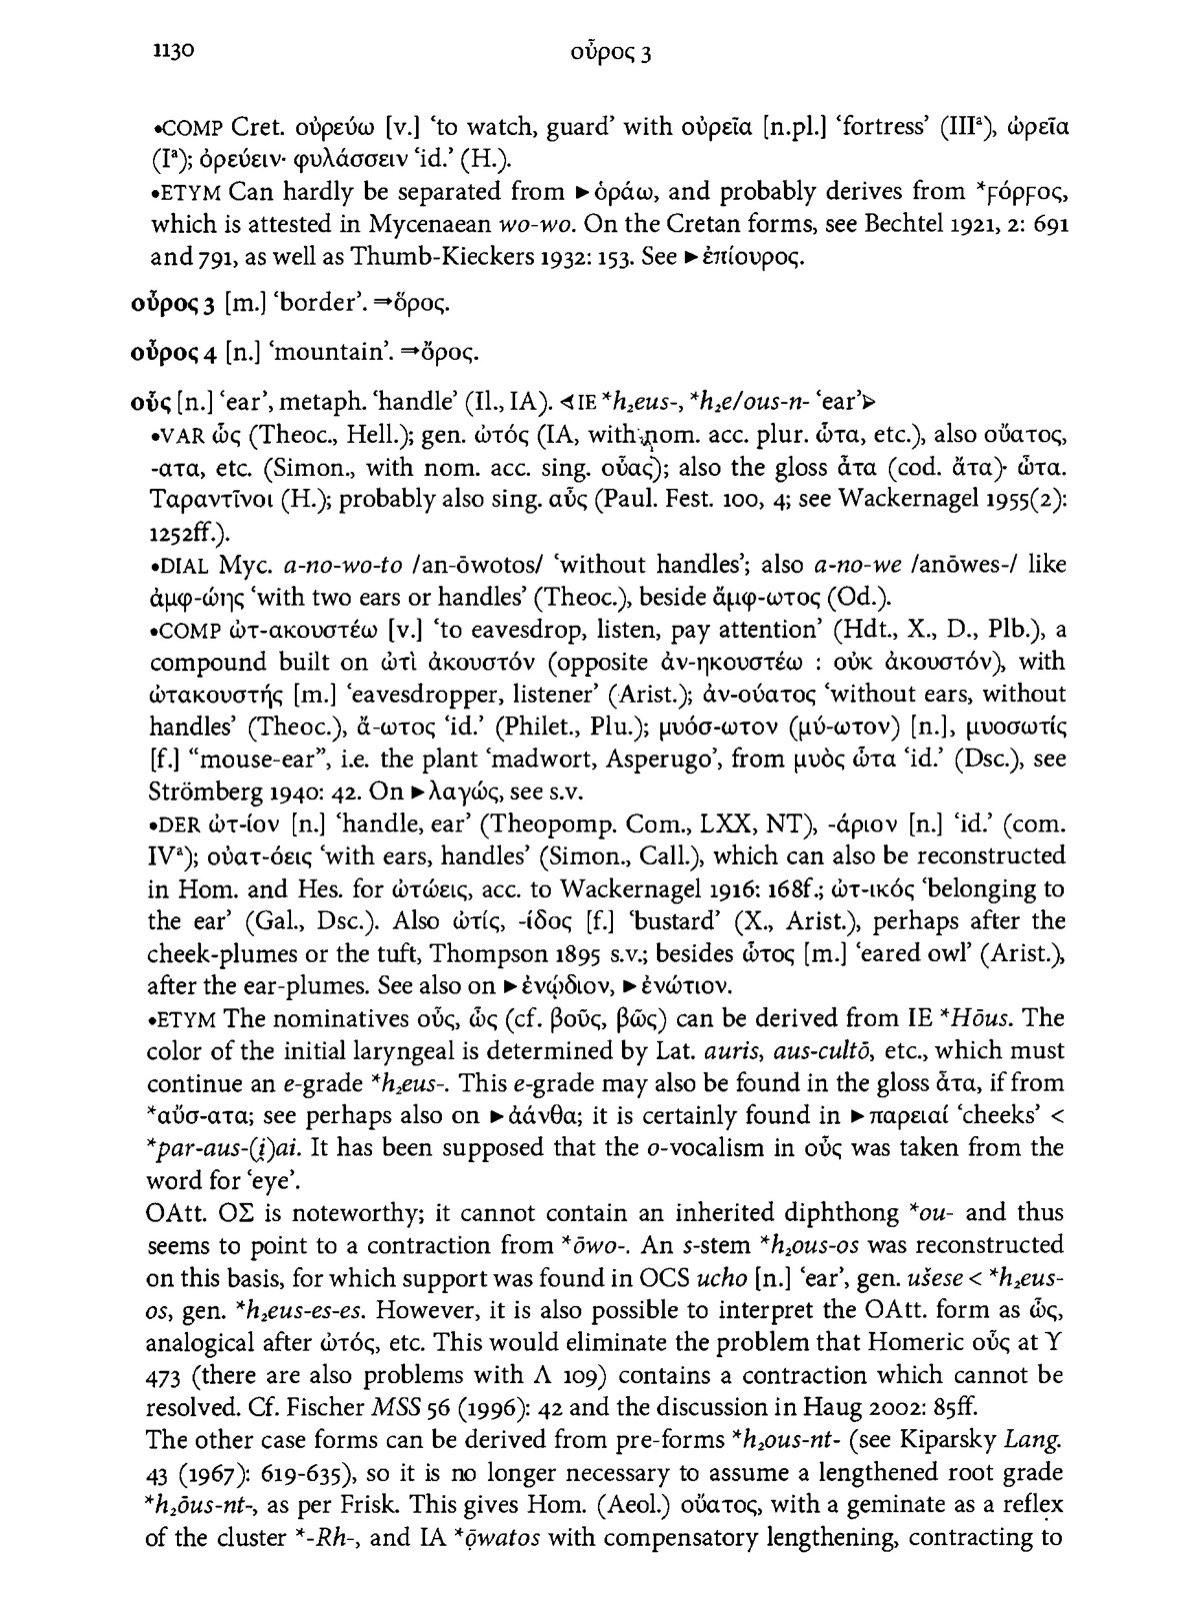 1130 οὖρος 3
•COMP Cret. οὐρεύω [v.] ‘to watch, guard’ with οὐρεῖα [n.pl.] ‘fortress’ (IIIᵃ), ὠρεῖα
(Iᵃ); ὀρεύειν· φυλάσσειν ‘id.’ (H.).
•ETYM Can hardly be separated from ►ὁράω, and probably derives from *ϝόρϝος,
which is attested in Mycenaean wo-wo. On the Cretan forms, see Bechtel 1921, 2: 691
and 791, as well as Thumb-Kieckers 1932: 153. See ►ἐπίουρος.
οὖρος 3 [m.] ‘border’. ⇒ὅρος.
οὖρος 4 [n.] ‘mountain’. ⇒ὄρος.
οὖς [n.] ‘ear’, metaph. ‘handle’ (Il., IA). ⊲IE *h₂eus-, *h₂e/ous-n- ‘ear’⊳
•VAR ὦς (Theoc., Hell.); gen. ὠτός (IA, with nom. acc. plur. ὦτα, etc.), also οὔατος,
-ατα, etc. (Simon., with nom. acc. sing. οὖας); also the gloss ἆτα (cod. ἄτα)· ὦτα.
Ταραντῖνοι (H.); probably also sing. αὖς (Paul. Fest. 100, 4; see Wackernagel 1955(2):
1252ff.).
•DIAL Myc. a-no-wo-to /an-ōwotos/ ‘without handles’; also a-no-we /anōwes-/ like
ἀμφ-ώης ‘with two ears or handles’ (Theoc.), beside ἄμφ-ωτος (Od.).
•COMP ὠτ-ακουστέω [v.] ‘to eavesdrop, listen, pay attention’ (Hdt., X., D., Plb.), a
compound built on ὠτὶ ἀκουστόν (opposite ἀν-ηκουστέω : οὐκ ἀκουστόν), with
ὠτακουστής [m.] ‘eavesdropper, listener’ (Arist.); ἀν-ούατος ‘without ears, without
handles’ (Theoc.), ἄ-ωτος ‘id.’ (Philet., Plu.); μυόσ-ωτον (μύ-ωτον) [n.], μυοσωτίς
[f.] “mouse-ear”, i.e. the plant ‘madwort, Asperugo’, from μυὸς ὦτα ‘id.’ (Dsc.), see
Strömberg 1940: 42. On ►λαγώς, see s.v.
•DER ὠτ-ίον [n.] ‘handle, ear’ (Theopomp. Com., LXX, NT), -άριον [n.] ‘id.’ (com.
IVᵃ); οὐατ-όεις ‘with ears, handles’ (Simon., Call.), which can also be reconstructed
in Hom. and Hes. for ὠτώεις, acc. to Wackernagel 1916: 168f.; ὠτ-ικός ‘belonging to
the ear’ (Gal., Dsc.). Also ὠτίς, -ίδος [f.] ‘bustard’ (X., Arist.), perhaps after the
cheek-plumes or the tuft, Thompson 1895 s.v.; besides ὦτος [m.] ‘eared owl’ (Arist.),
after the ear-plumes. See also on ►ἐνῴδιον, ►ἐνώτιον.
•ETYM The nominatives οὖς, ὦς (cf. βοῦς, βῶς) can be derived from IE *Hōus. The
color of the initial laryngeal is determined by Lat. auris, aus-cultō, etc., which must
continue an e-grade *h₂eus-. This e-grade may also be found in the gloss ἆτα, if from
*αὔσ-ατα; see perhaps also on ►ἀάνθα; it is certainly found in ►παρειαί ‘cheeks’ <
*par-aus-(i̯)ai. It has been supposed that the o-vocalism in οὖς was taken from the
word for ‘eye’.
OAtt. ΟΣ is noteworthy; it cannot contain an inherited diphthong *ou- and thus
seems to point to a contraction from *ōwo-. An s-stem *h₂ous-os was reconstructed
on this basis, for which support was found in OCS ucho [n.] ‘ear’, gen. ušese < *h₂eus-
os, gen. *h₂eus-es-es. However, it is also possible to interpret the OAtt. form as ὦς,
analogical after ὠτός, etc. This would eliminate the problem that Homeric οὖς at Υ
473 (there are also problems with Λ 109) contains a contraction which cannot be
resolved. Cf. Fischer MSS 56 (1996): 42 and the discussion in Haug 2002: 85ff.
The other case forms can be derived from pre-forms *h₂ous-nt- (see Kiparsky Lang.
43 (1967): 619-635), so it is no longer necessary to assume a lengthened root grade
*h₂ōus-nt-, as per Frisk. This gives Hom. (Aeol.) οὔατος, with a geminate as a reflex
of the cluster *-Rh-, and IA *ọ̄watos with compensatory lengthening, contracting to